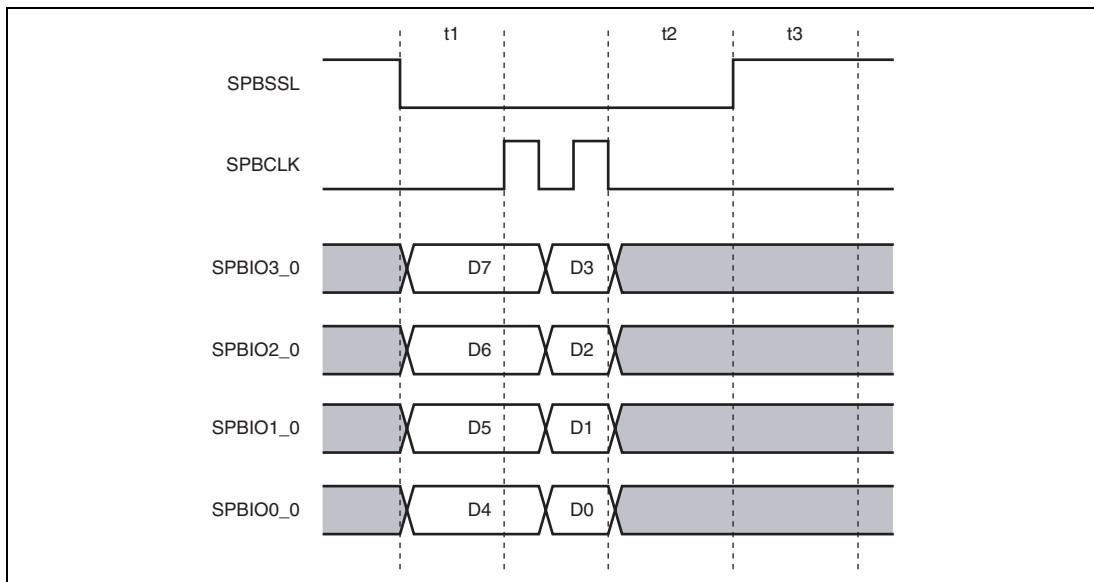 t1 t2 t3
SPBSSL
SPBCLK
SPBIO3_0 D7 D3
SPBIO2_0 D6 D2
SPBIO1_0 D5 D1
SPBIO0_0 D4 D0